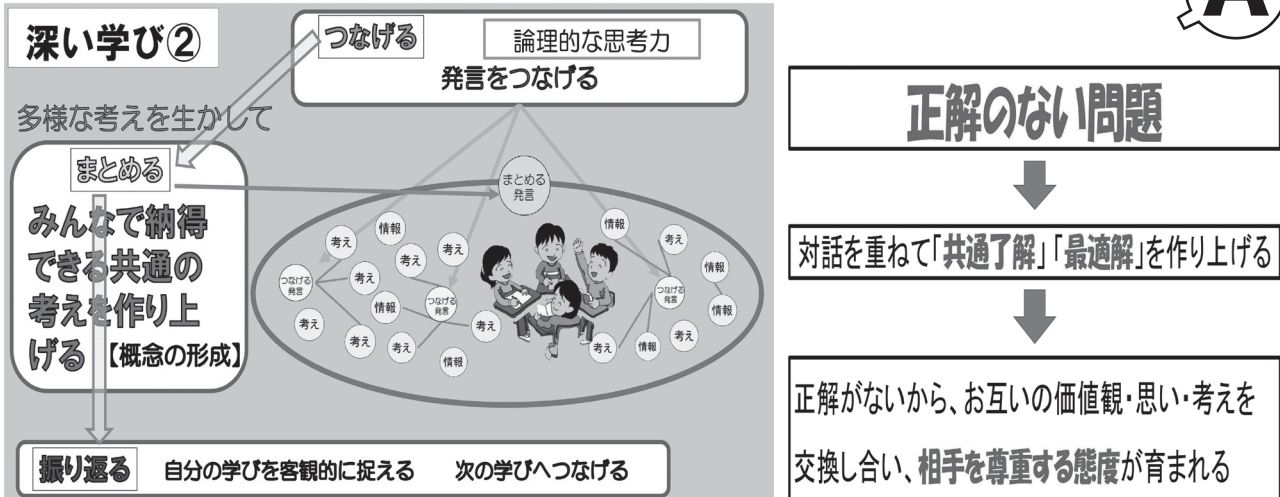 深い学び②
つなげる
論理的な思考力
発言をつなげる
多様な考えを生かして
まとめる
みんなで納得
できる共通の
考えを作り上
げる 【概念の形成】
まとめる
発言
考え
情報
考え
考え
つなげる
発言
考え
情報
つなげる
発言
考え
考え
考え
考え
情報
情報
考え
情報
つなげる
発言
情報
考え
情報
考え
振り返る 自分の学びを客観的に捉える 次の学びへつなげる
A
正解のない問題
対話を重ねて「共通了解」「最適解」を作り上げる
正解がないから、お互いの価値観・思い・考えを
交換し合い、相手を尊重する態度が育まれる